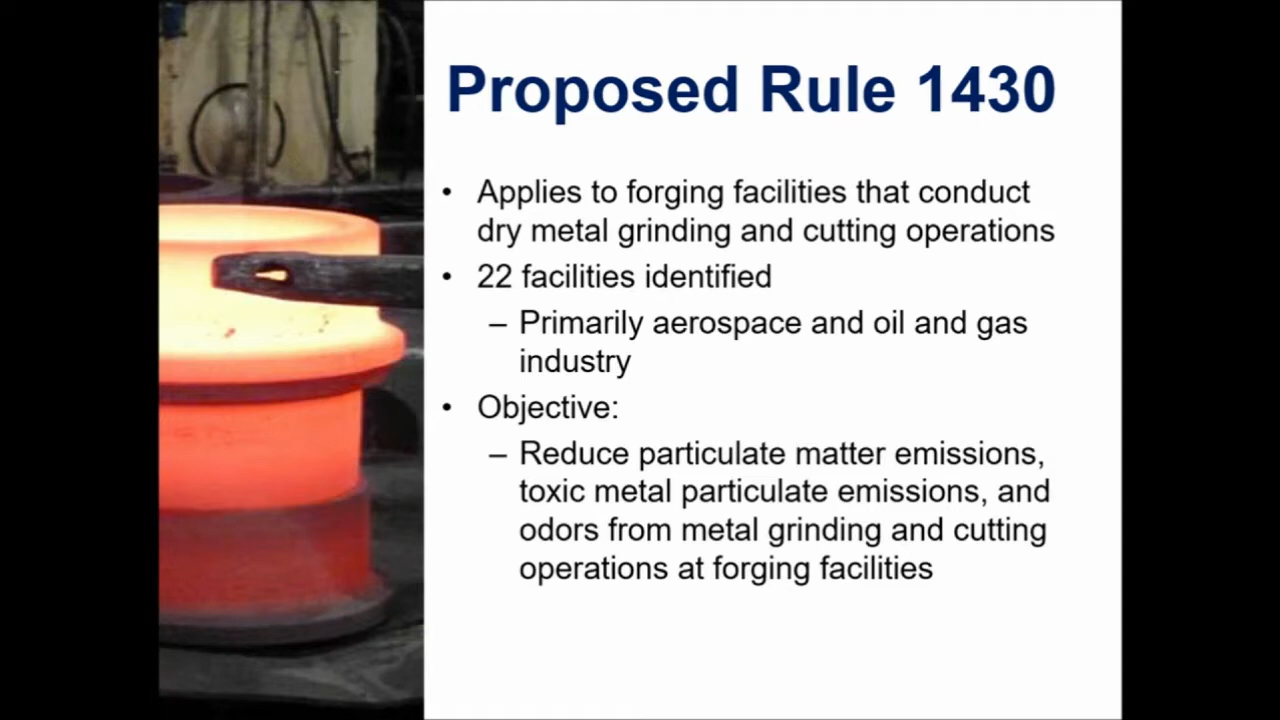 Proposed Rule 1430
• Applies to forging facilities that conduct
dry metal grinding and cutting operations
• 22 facilities identified
– Primarily aerospace and oil and gas
industry
• Objective:
– Reduce particulate matter emissions,
toxic metal particulate emissions, and
odors from metal grinding and cutting
operations at forging facilities